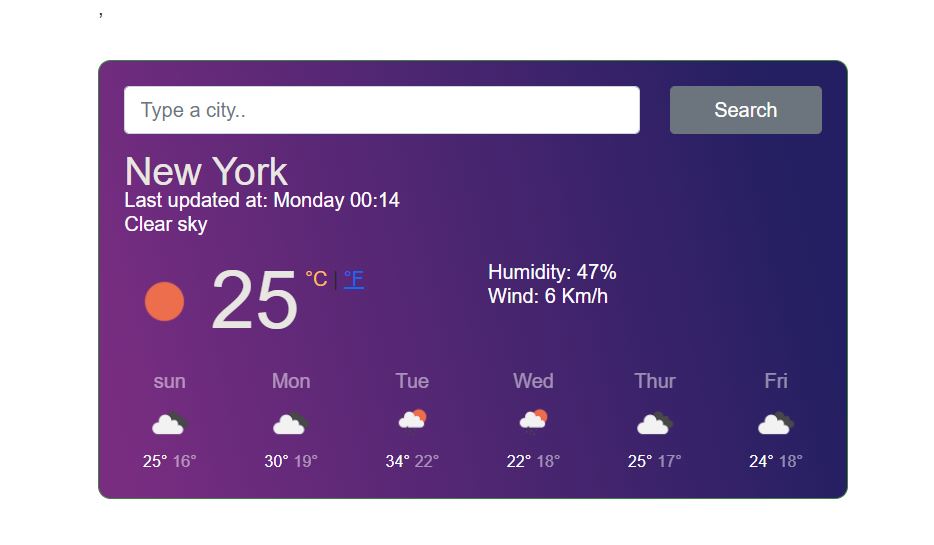 ,
Type a city..
Search
New York
Last updated at: Monday 00:14
Clear sky
25 °C | °F
Humidity: 47%
Wind: 6 Km/h
sun Mon Tue Wed Thur Fri
25° 16° 30° 19° 34° 22° 22° 18° 25° 17° 24° 18°